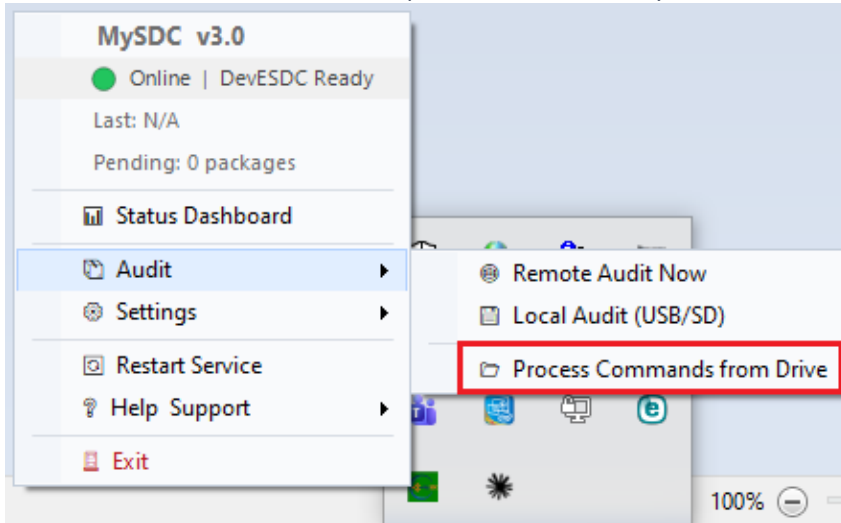 MySDC v3.0
Online | DevESDC Ready
Last: N/A
Pending: 0 packages
Status Dashboard
Audit
Remote Audit Now
Settings
Local Audit (USB/SD)
Restart Service
Process Commands from Drive
Help Support
Exit
100%